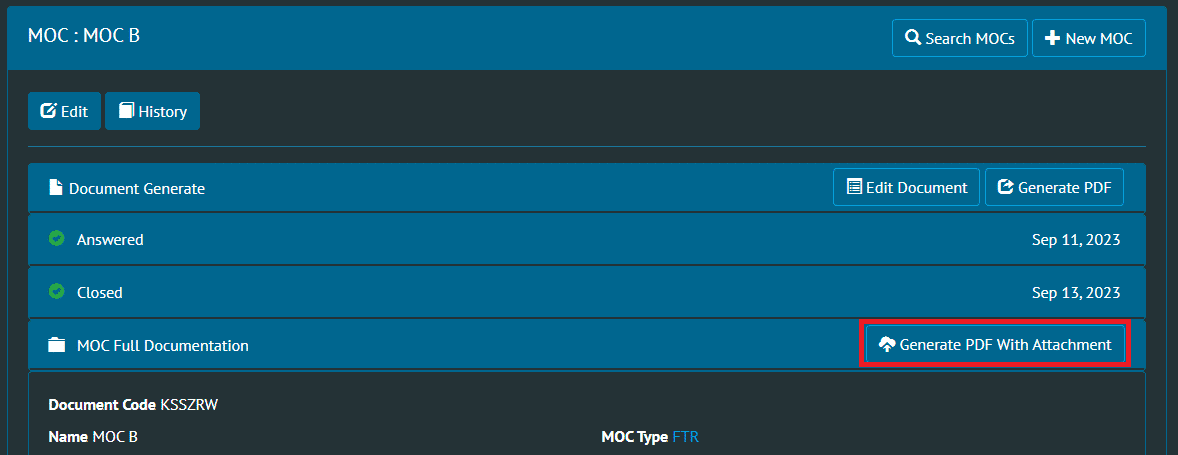 MOC : MOC B
Search MOCs
New MOC
Edit
History
Document Generate
Edit Document
Generate PDF
Answered
Sep 11, 2023
Closed
Sep 13, 2023
MOC Full Documentation
Generate PDF With Attachment
Document Code KSSZRW
Name MOC B
MOC Type FTR